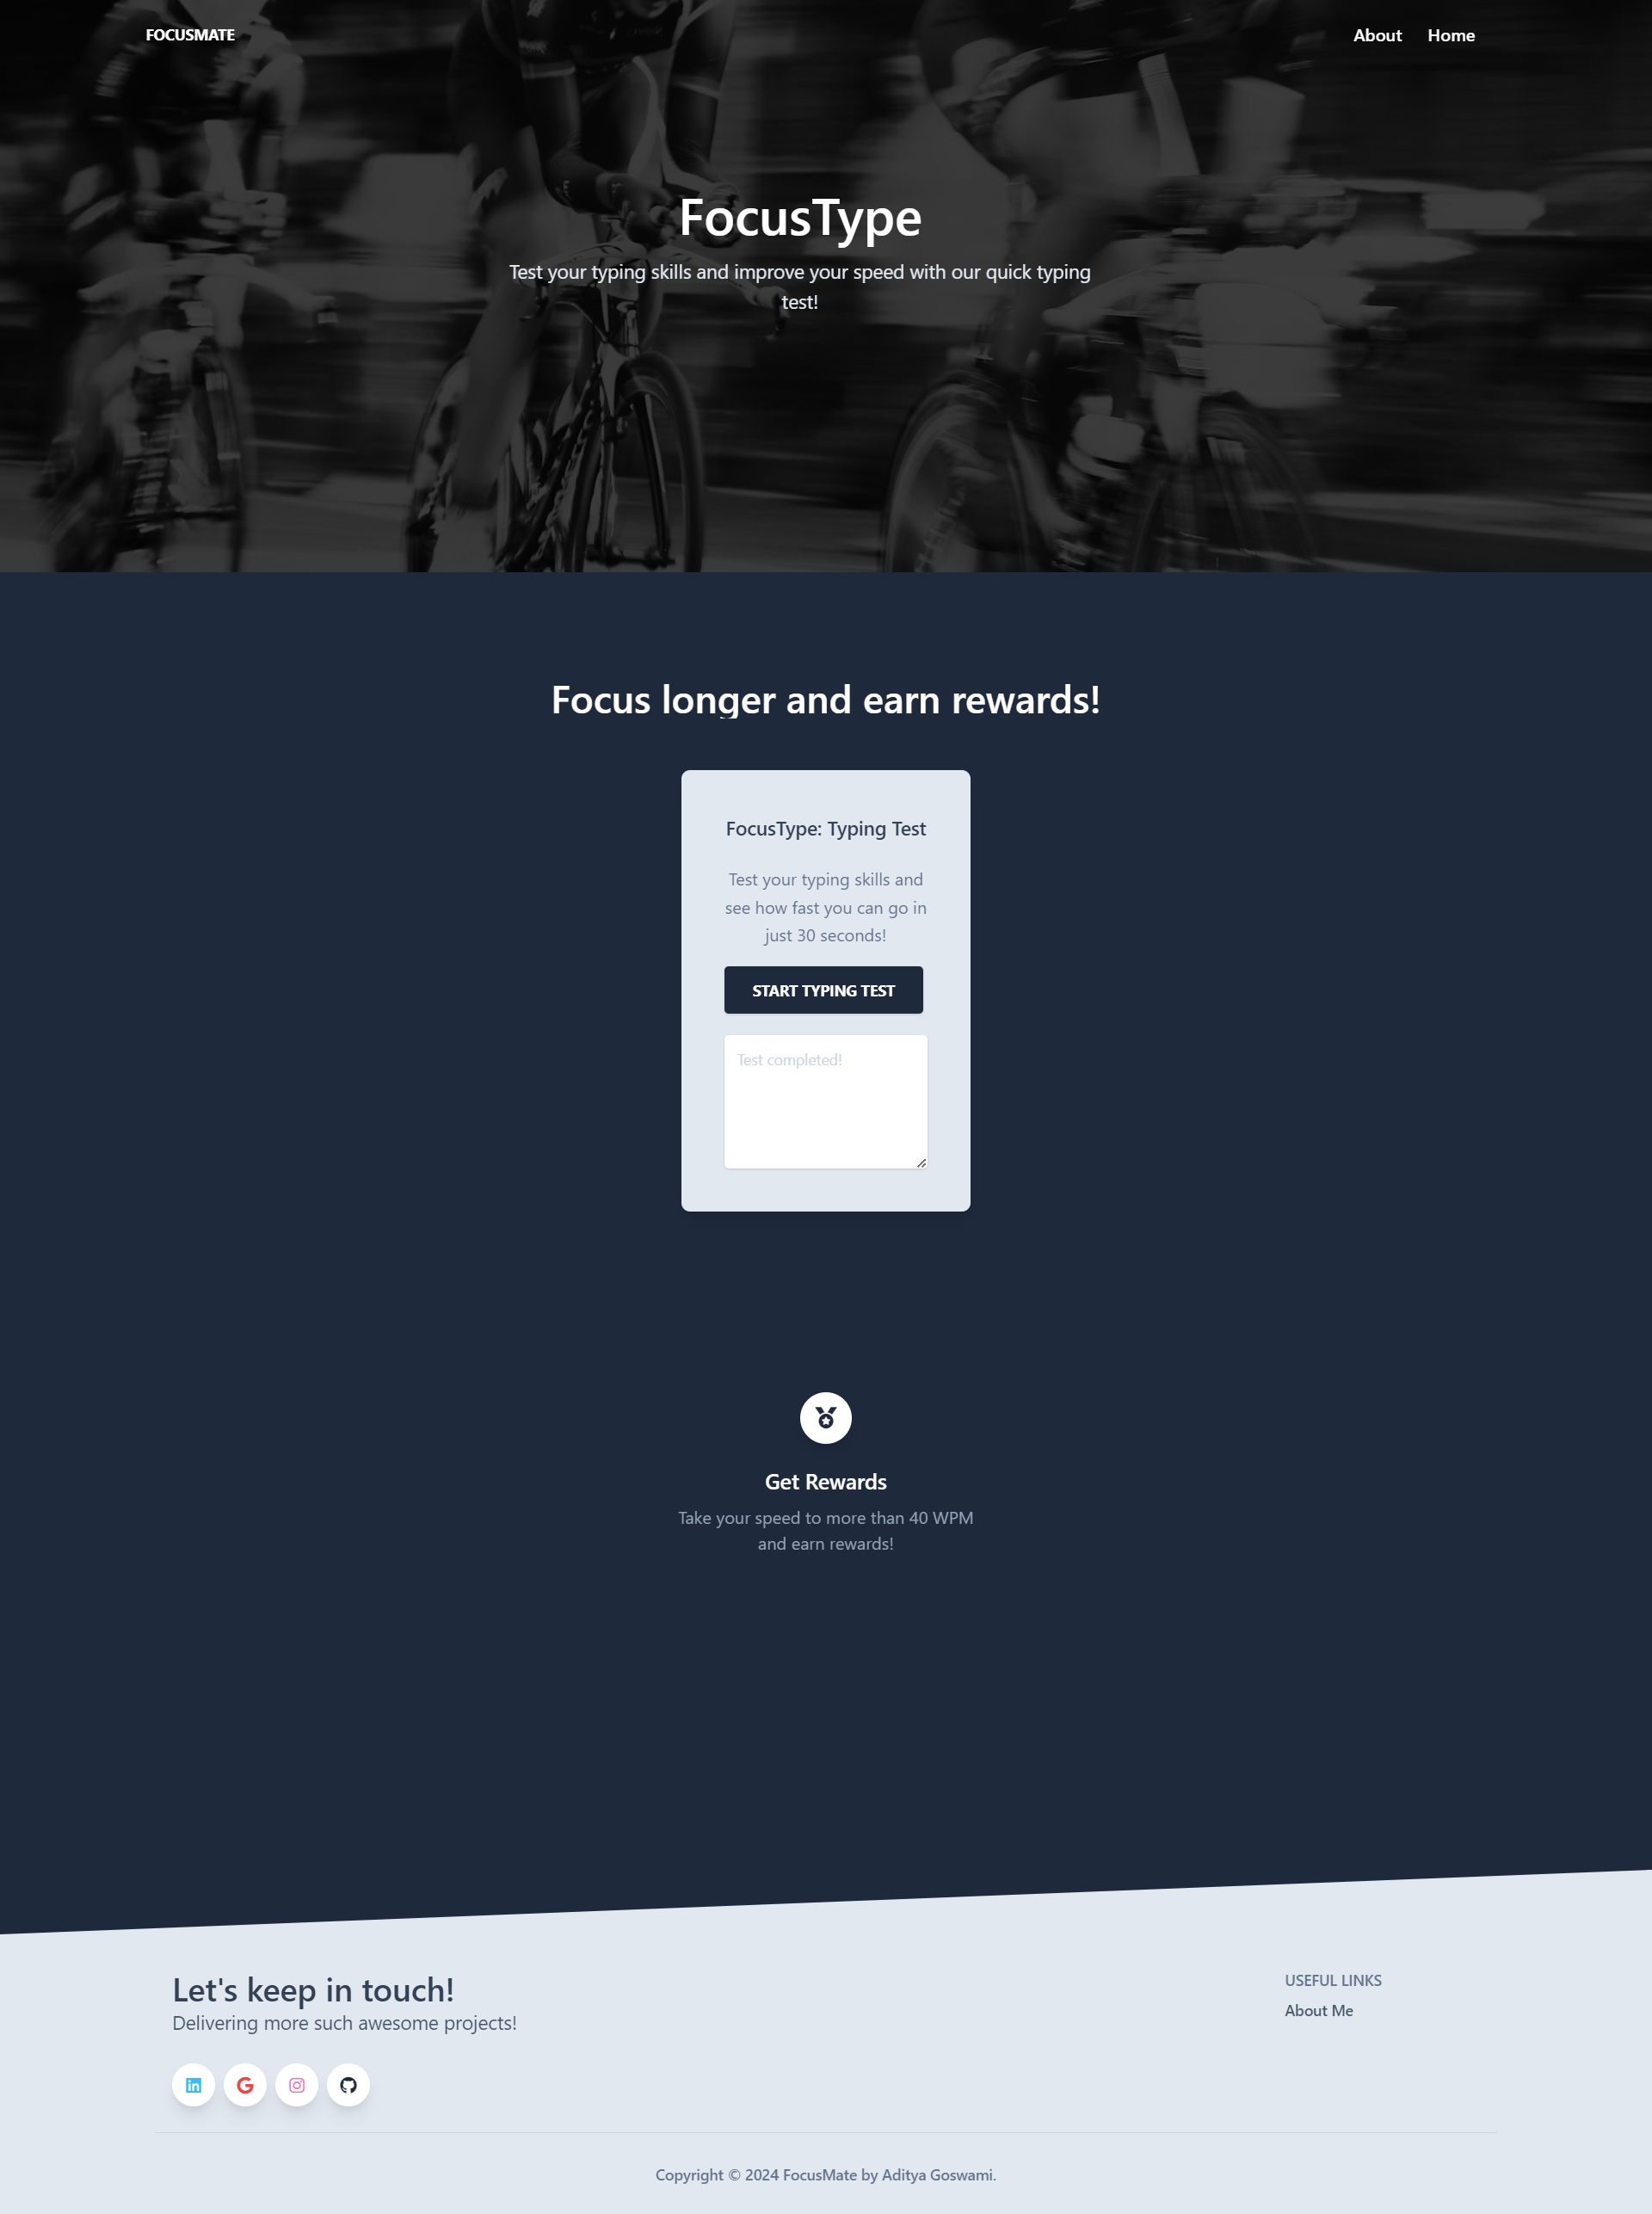 FOCUSMATE
About Home
FocusType
Test your typing skills and improve your speed with our quick typing
test!
Focus longer and earn rewards!
FocusType: Typing Test
Test your typing skills and
see how fast you can go in
just 30 seconds!
START TYPING TEST
Test completed!
Get Rewards
Take your speed to more than 40 WPM
and earn rewards!
Let's keep in touch!
Delivering more such awesome projects!
USEFUL LINKS
About Me
Copyright © 2024 FocusMate by Aditya Goswami.